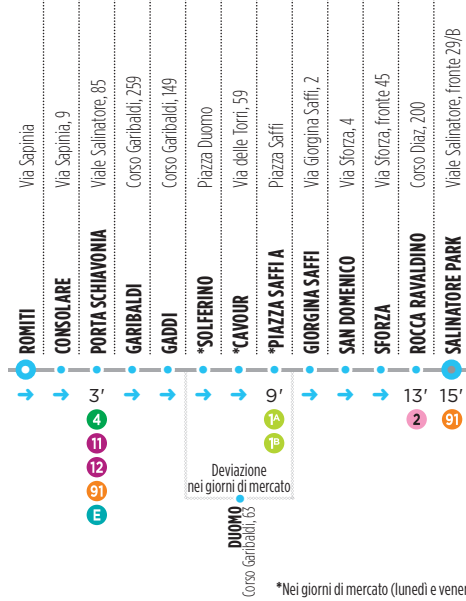 ROMITI Via Sapinia
CONSOLARE Via Sapinia, 9
PORTA SCHIAVONIA Viale Salinatore, 85
GARIBALDI Corso Garibaldi, 259
GADDI Corso Garibaldi, 149
*SOLFERINO Piazza Duomo
*CAVOUR Via delle Torri, 59
*PIAZZA SAFFI A Piazza Saffi
GIORGINA SAFFI Via Giorgina Saffi, 2
SAN DOMENICO Via Sforza, 4
SFORZA Via Sforza, fronte 45
ROCCA RAVALDINO Corso Diaz, 200
SALINATORE PARK Viale Salinatore, fronte 29/B
3' 9' 13' 15'
4 1A 2 91
11 1B
12
91
E
Deviazione
nei giorni di mercato
DUOMO
Corso Garibaldi, 63
*Nei giorni di mercato (lunedì e vener